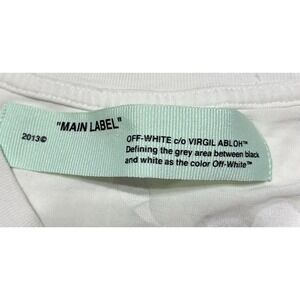 "MAIN LABEL"
2013©
OFF-WHITE c/o VIRGIL ABLOH™
Defining the grey area between black
and white as the color Off-White™